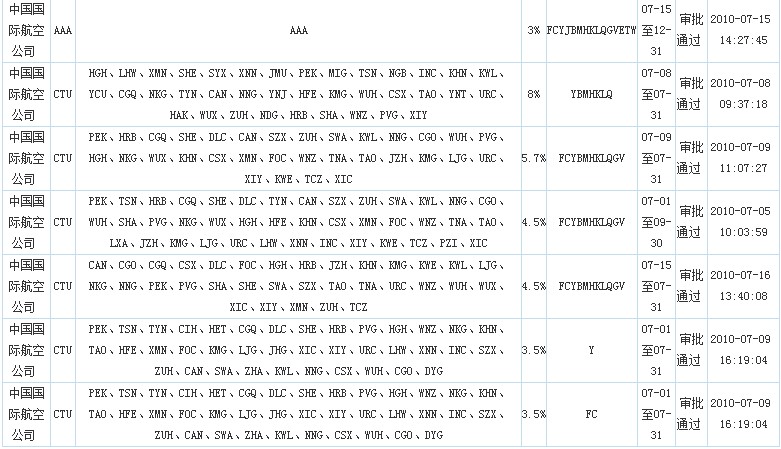 中国国际航空公司 AAA AAA 3% FCYJBMHKLQGVETW 07-15至12-31 审批通过 2010-07-15 14:27:45
中国国际航空公司 CTU HGH、LHW、XMN、SHE、SYX、XNN、JMU、PEK、MIG、TSN、NGB、INC、KHN、KWL、YCU、CGQ、NKG、TYN、CAN、NNG、YNJ、HFE、KMG、WUH、CSX、TAO、YNT、URC、HAK、WUX、ZUH、NDG、HRB、SHA、WNZ、PVG、XIY 8% YBMHKLQ 07-08至07-31 审批通过 2010-07-08 09:37:18
中国国际航空公司 CTU PEK、HRB、CGQ、SHE、DLC、CAN、SZX、ZUH、SWA、KWL、NNG、CGO、WUH、PVG、HGH、NKG、WUX、KHN、CSX、XMN、FOC、WNZ、TNA、TAO、JZH、KMG、LJG、URC、XIY、KWE、TCZ、XIC 5.7% FCYBMHKLQGV 07-09至07-31 审批通过 2010-07-09 11:07:27
中国国际航空公司 CTU PEK、TSN、HRB、CGQ、SHE、DLC、TYN、CAN、SZX、ZUH、SWA、KWL、NNG、CGO、WUH、SHA、PVG、NKG、WUX、HGH、HFE、KHN、CSX、XMN、FOC、WNZ、TNA、TAO、LXA、JZH、KMG、LJG、URC、LHW、XNN、INC、XIY、KWE、TCZ、PZI、XIC 4.5% FCYBMHKLQGV 07-01至09-30 审批通过 2010-07-05 10:03:59
中国国际航空公司 CTU CAN、CGO、CGQ、CSX、DLC、FOC、HGH、HRB、JZH、KHN、KMG、KWE、KWL、LJG、NKG、NNG、PEK、PVG、SHA、SHE、SWA、SZX、TAO、TNA、URC、WNZ、WUH、WUX、XIC、XIY、XMN、ZUH、TCZ 4.5% FCYBMHKLQGV 07-15至07-31 审批通过 2010-07-16 13:40:08
中国国际航空公司 CTU PEK、TSN、TYN、CIH、HET、CGQ、DLC、SHE、HRB、PVG、HGH、WNZ、NKG、KHN、TAO、HFE、XMN、FOC、KMG、LJG、JHG、XIC、XIY、URC、LHW、XNN、INC、SZX、ZUH、CAN、SWA、ZHA、KWL、NNG、CSX、WUH、CGO、DYG 3.5% Y 07-01至07-31 审批通过 2010-07-09 16:19:04
中国国际航空公司 CTU PEK、TSN、TYN、CIH、HET、CGQ、DLC、SHE、HRB、PVG、HGH、WNZ、NKG、KHN、TAO、HFE、XMN、FOC、KMG、LJG、JHG、XIC、XIY、URC、LHW、XNN、INC、SZX、ZUH、CAN、SWA、ZHA、KWL、NNG、CSX、WUH、CGO、DYG 3.5% FC 07-01至07-31 审批通过 2010-07-09 16:19:04